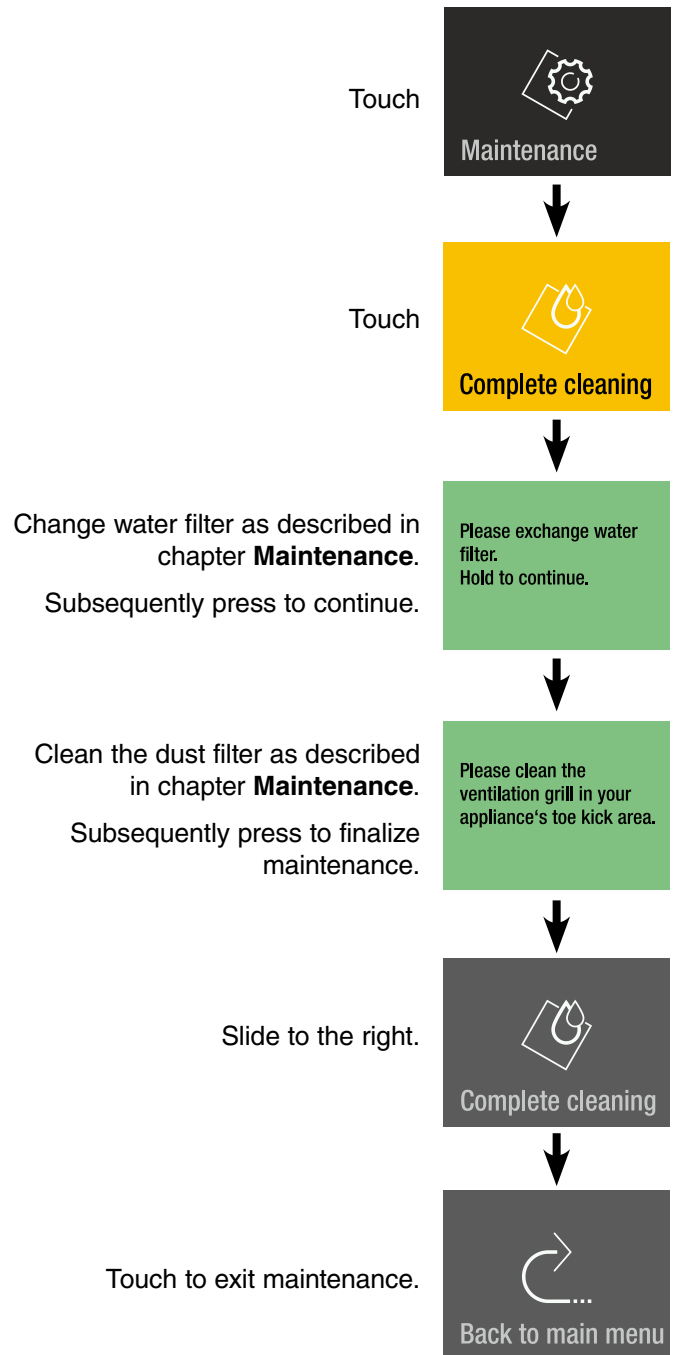 Touch
Maintenance
Touch
Complete cleaning
Change water filter as described in
chapter Maintenance.
Subsequently press to continue.
Please exchange water
filter.
Hold to continue.
Clean the dust filter as described
in chapter Maintenance.
Subsequently press to finalize
maintenance.
Please clean the
ventilation grill in your
appliance‘s toe kick area.
Slide to the right.
Complete cleaning
Touch to exit maintenance.
Back to main menu